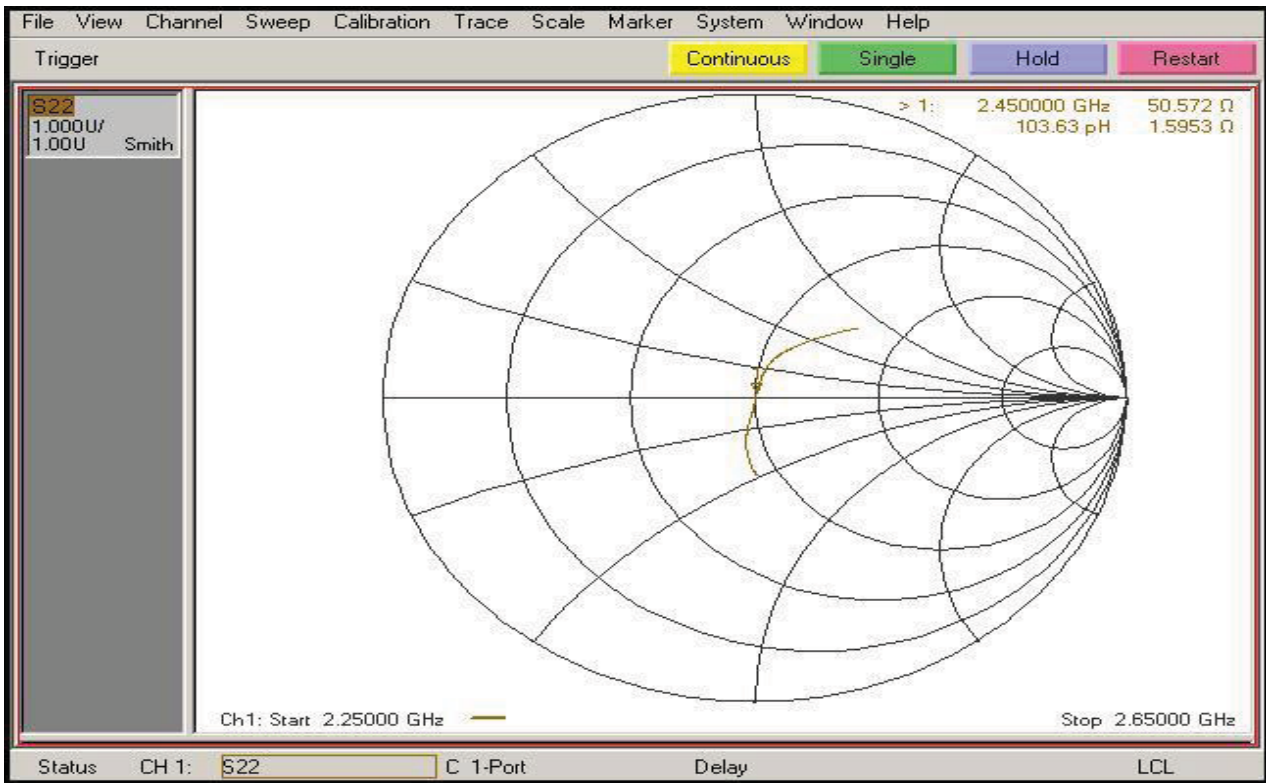 File View Channel Sweep Calibration Trace Scale Marker System Window Help
Trigger Continuous Single Hold Restart
S22
1.000U/
1.00U Smith
> 1: 2.450000 GHz 50.572 Ω
103.63 pH 1.5953 Ω
Ch1: Start 2.25000 GHz Stop 2.65000 GHz
Status CH 1: S22 C 1-Port Delay LCL